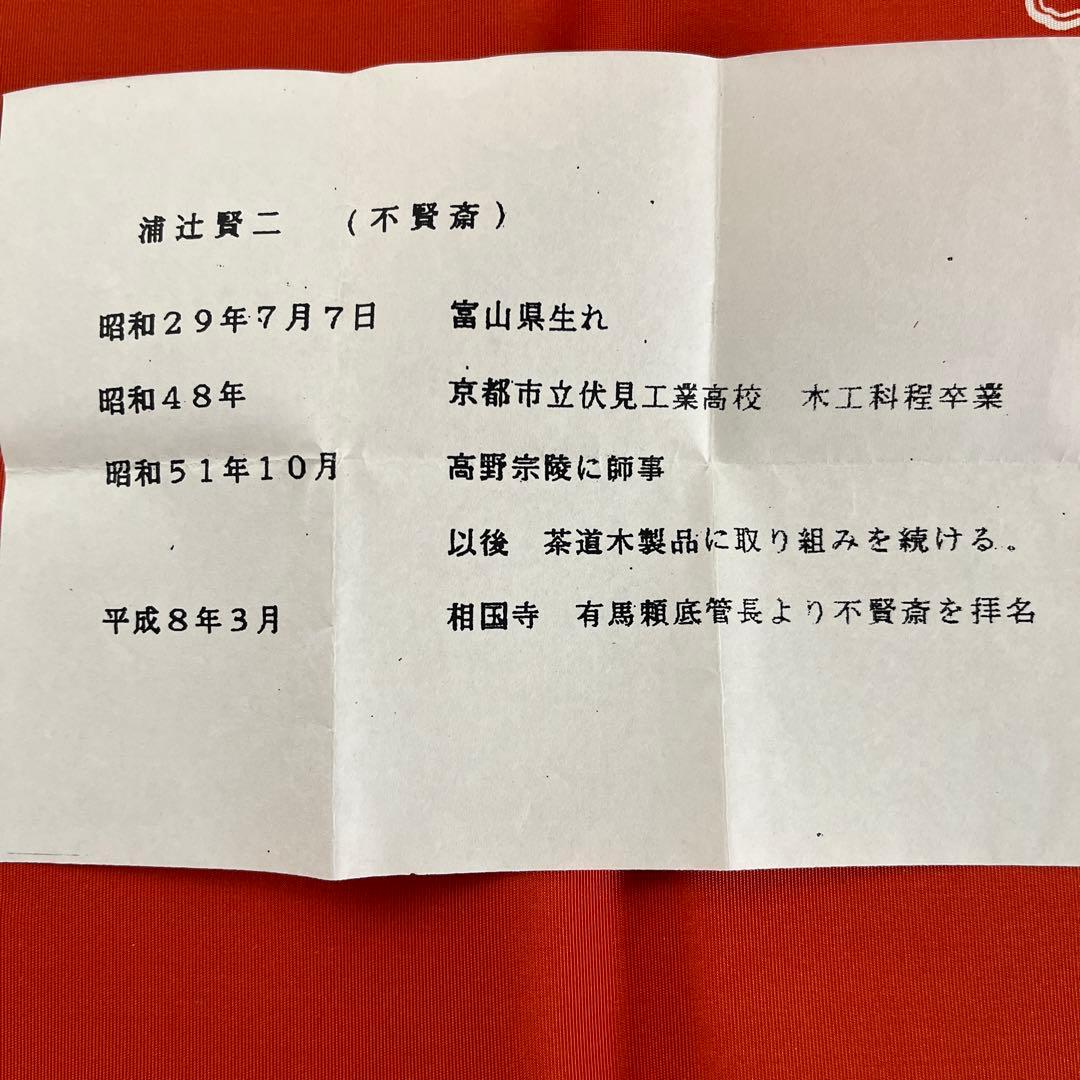 浦辻賢二　（不賢斎）
昭和２９年７月７日　富山県生れ
昭和４８年　京都市立伏見工業高校　木工科程卒業
昭和５１年１０月　高野宗陵に師事
以後　茶道木製品に取り組みを続ける。
平成８年３月　相国寺　有馬頼底管長より不賢斎を拝名